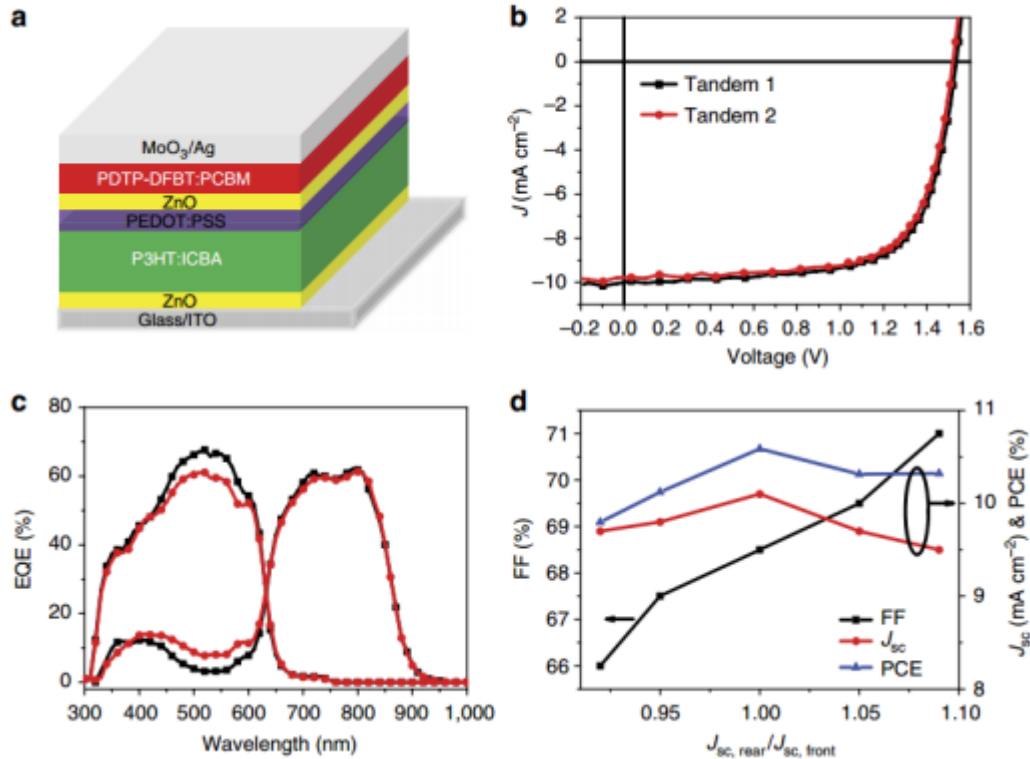 a
MoO3/Ag
PDTP-DFBT:PCBM
ZnO
PEDOT:PSS
P3HT:ICBA
ZnO
Glass/ITO
b
2
0
−2
−4
−6
−8
−10
J (mA cm−2)
Tandem 1
Tandem 2
−0.2 0.0 0.2 0.4 0.6 0.8 1.0 1.2 1.4 1.6
Voltage (V)
c
80
60
40
20
0
EQE (%)
300 400 500 600 700 800 900 1,000
Wavelength (nm)
d
71
70
69
68
67
66
FF (%)
11
10
9
8
Jsc (mA cm−2) & PCE (%)
FF
Jsc
PCE
0.95 1.00 1.05 1.10
Jsc, rear/Jsc, front